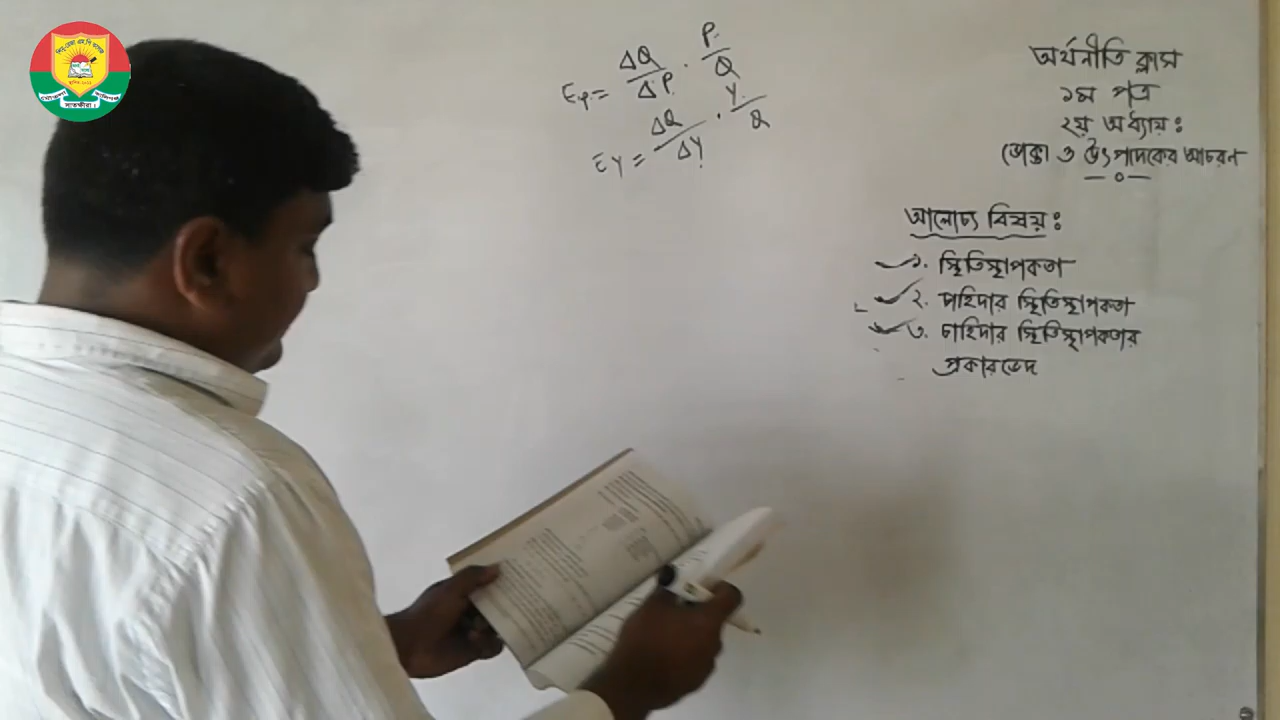 Ep = ΔQ/ΔP · P/Q
EY = ΔQ/ΔY · Y/Q
অর্থনীতি ক্লাস
১ম পত্র
২য় অধ্যায়ঃ
ভোক্তা ও উৎপাদকের আচরণ
আলোচ্য বিষয়ঃ
১. স্থিতিস্থাপকতা
২. চাহিদার স্থিতিস্থাপকতা
৩. চাহিদার স্থিতিস্থাপকতার
প্রকারভেদ
সাতক্ষীরা।